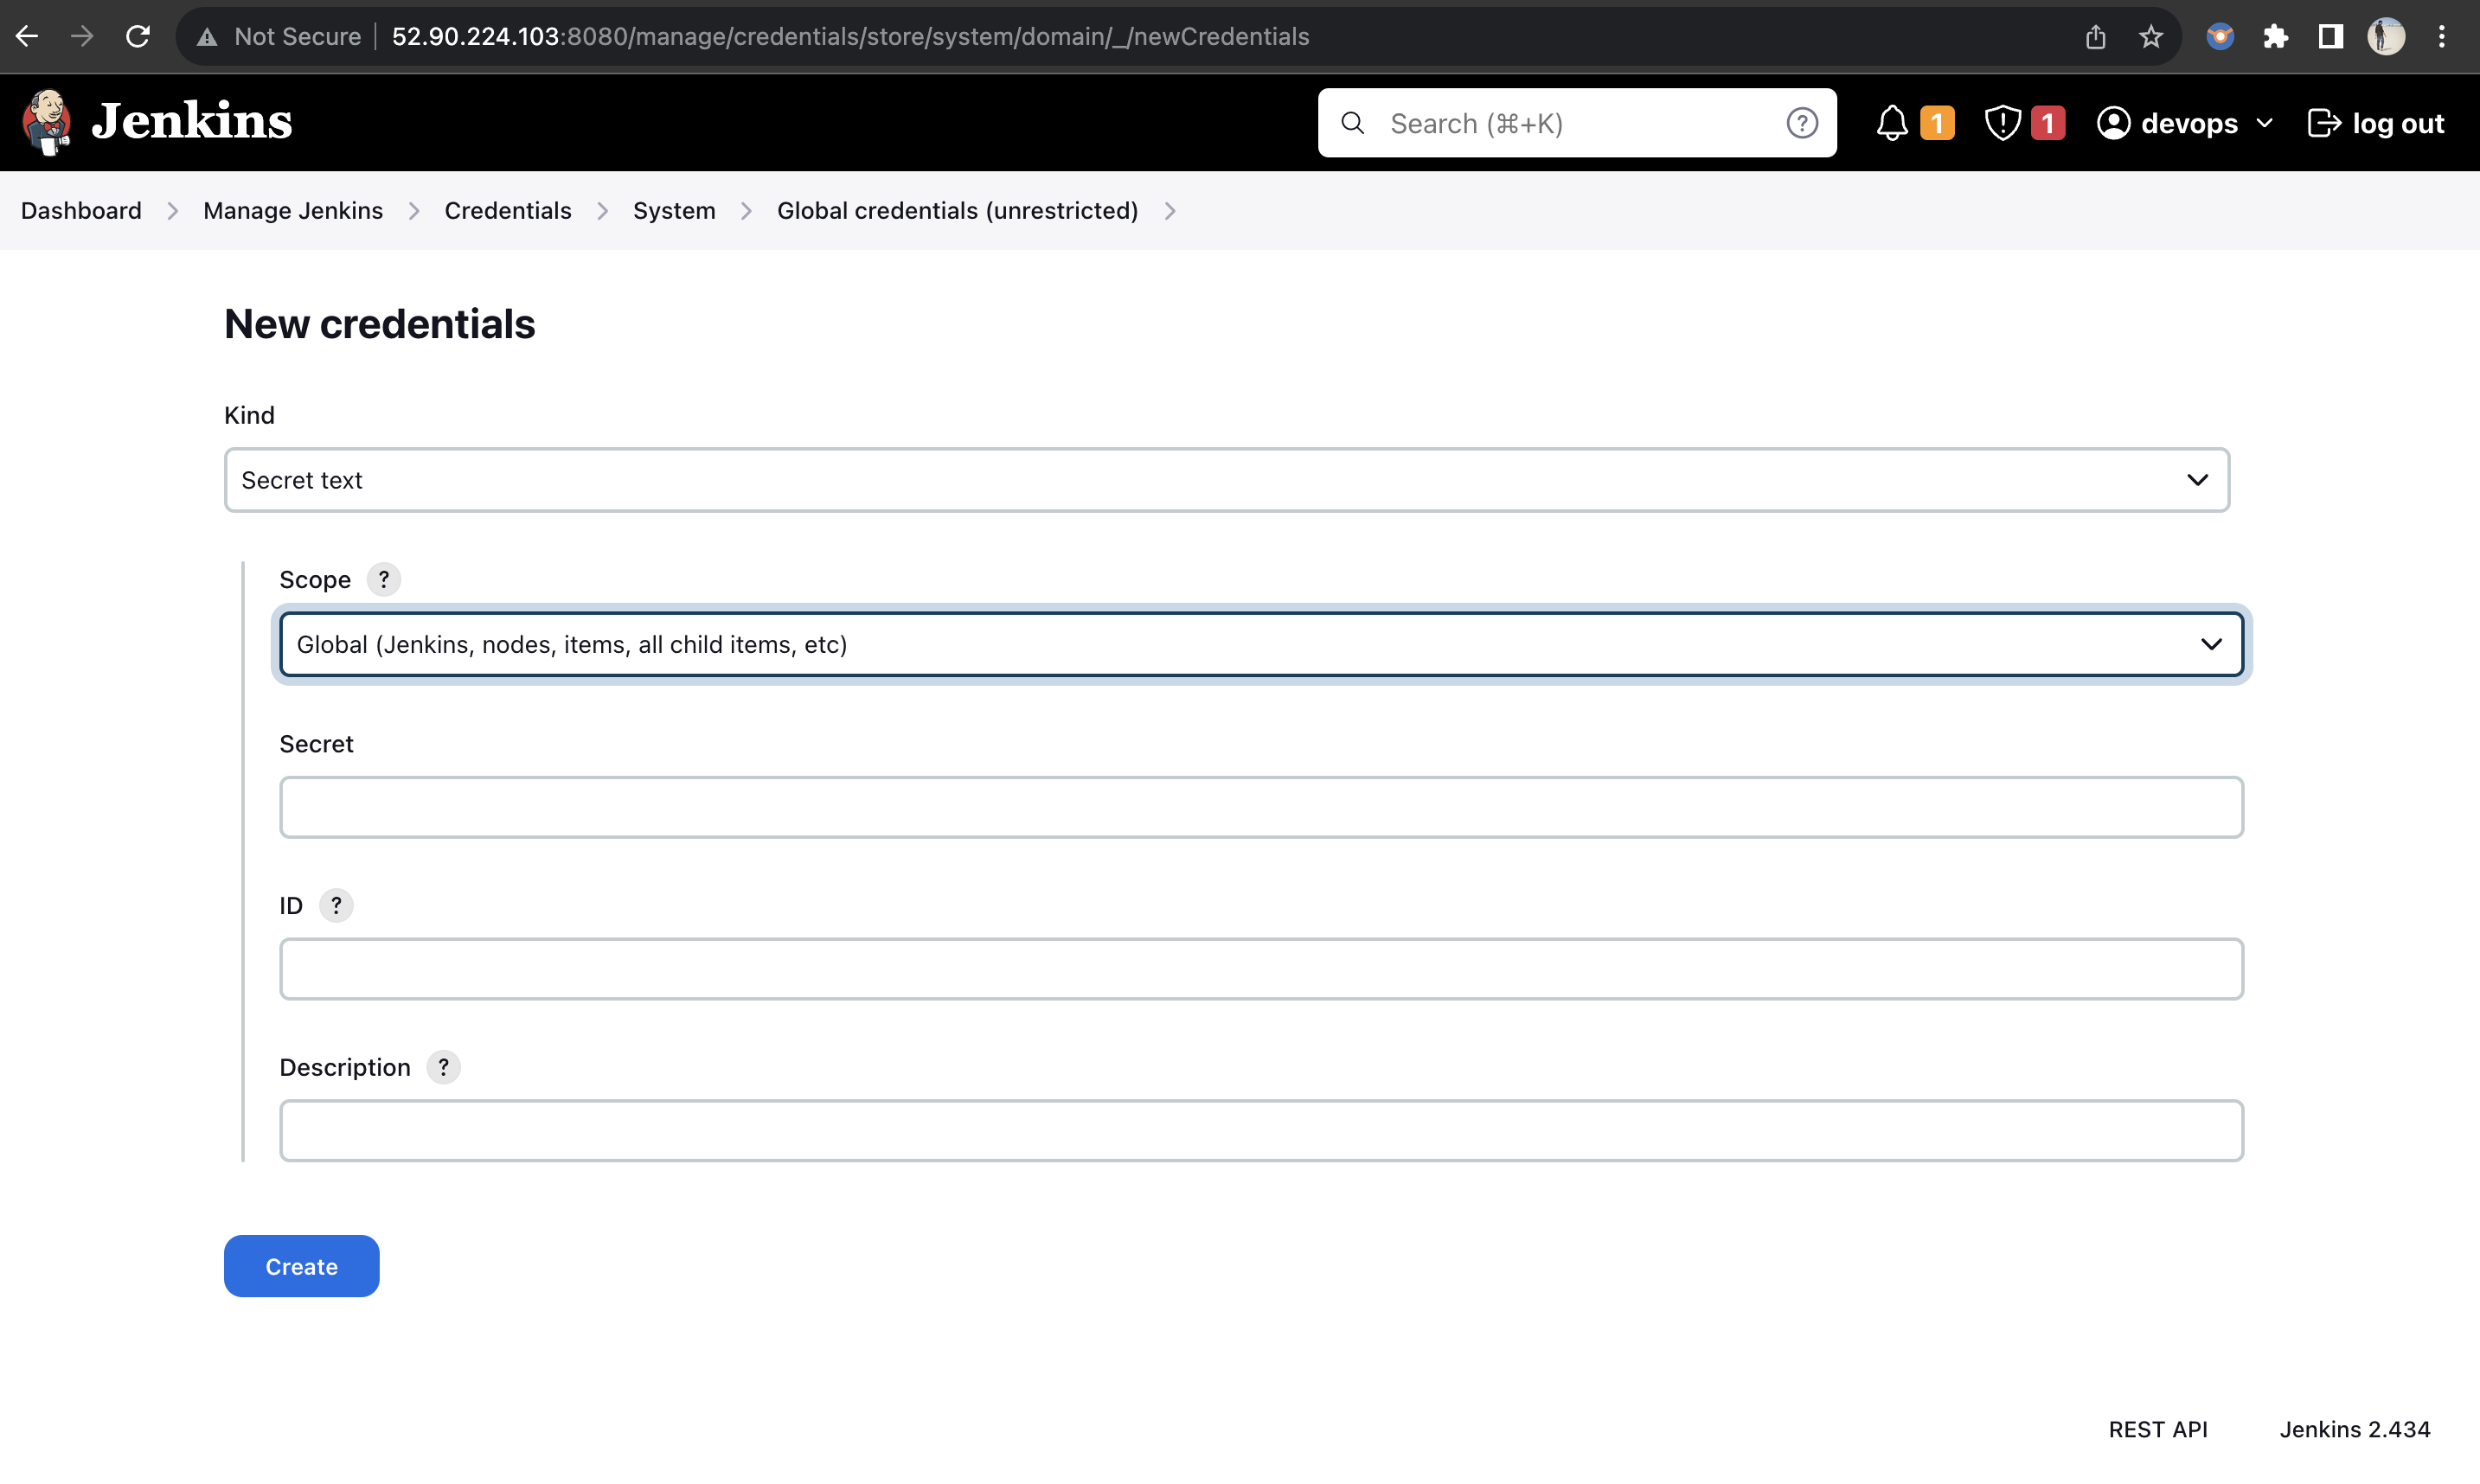 Not Secure 52.90.224.103:8080/manage/credentials/store/system/domain/_/newCredentials
Jenkins Search (⌘+K) ? 1 1 devops log out
Dashboard Manage Jenkins Credentials System Global credentials (unrestricted)
New credentials
Kind
Secret text
Scope ?
Global (Jenkins, nodes, items, all child items, etc)
Secret
ID ?
Description ?
Create
REST API Jenkins 2.434